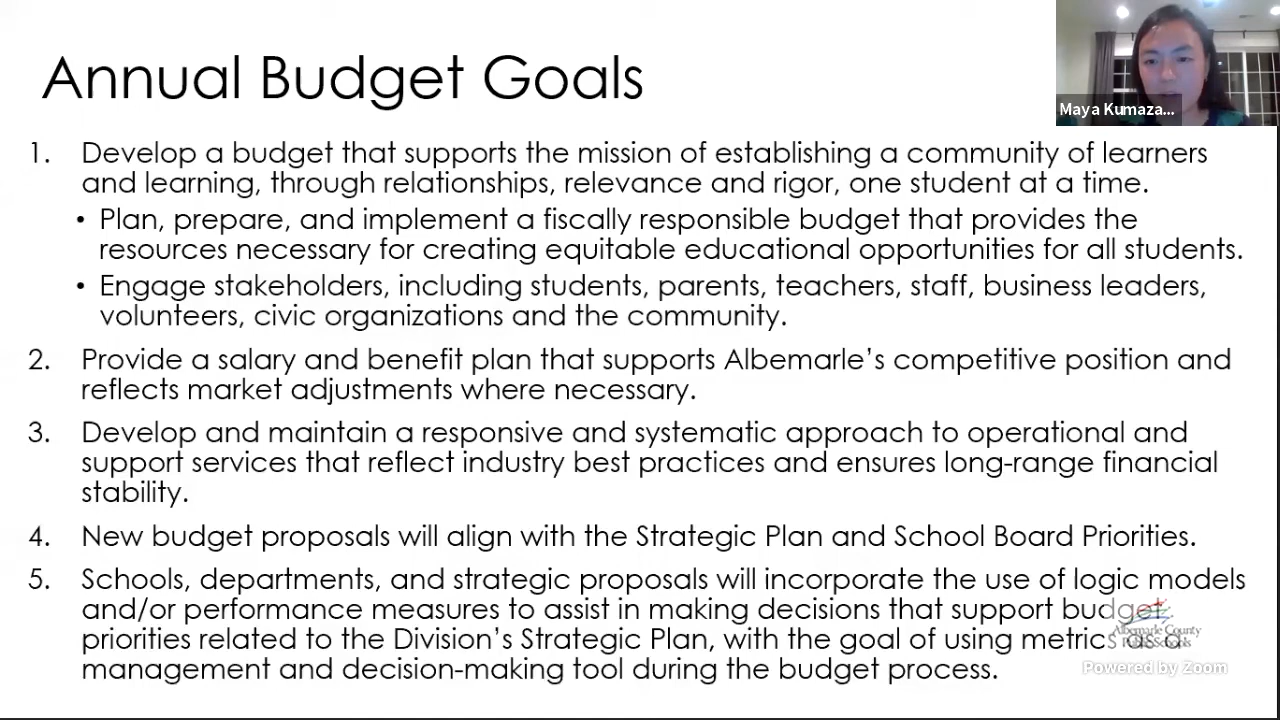 Annual Budget Goals
Maya Kumaza...
1. Develop a budget that supports the mission of establishing a community of learners
and learning, through relationships, relevance and rigor, one student at a time.
• Plan, prepare, and implement a fiscally responsible budget that provides the
resources necessary for creating equitable educational opportunities for all students.
• Engage stakeholders, including students, parents, teachers, staff, business leaders,
volunteers, civic organizations and the community.
2. Provide a salary and benefit plan that supports Albemarle's competitive position and
reflects market adjustments where necessary.
3. Develop and maintain a responsive and systematic approach to operational and
support services that reflect industry best practices and ensures long-range financial
stability.
4. New budget proposals will align with the Strategic Plan and School Board Priorities.
5. Schools, departments, and strategic proposals will incorporate the use of logic models
and/or performance measures to assist in making decisions that support budget
priorities related to the Division's Strategic Plan, with the goal of using metrics as a
management and decision-making tool during the budget process.
Albemarle County
Public Schools
Powered by Zoom